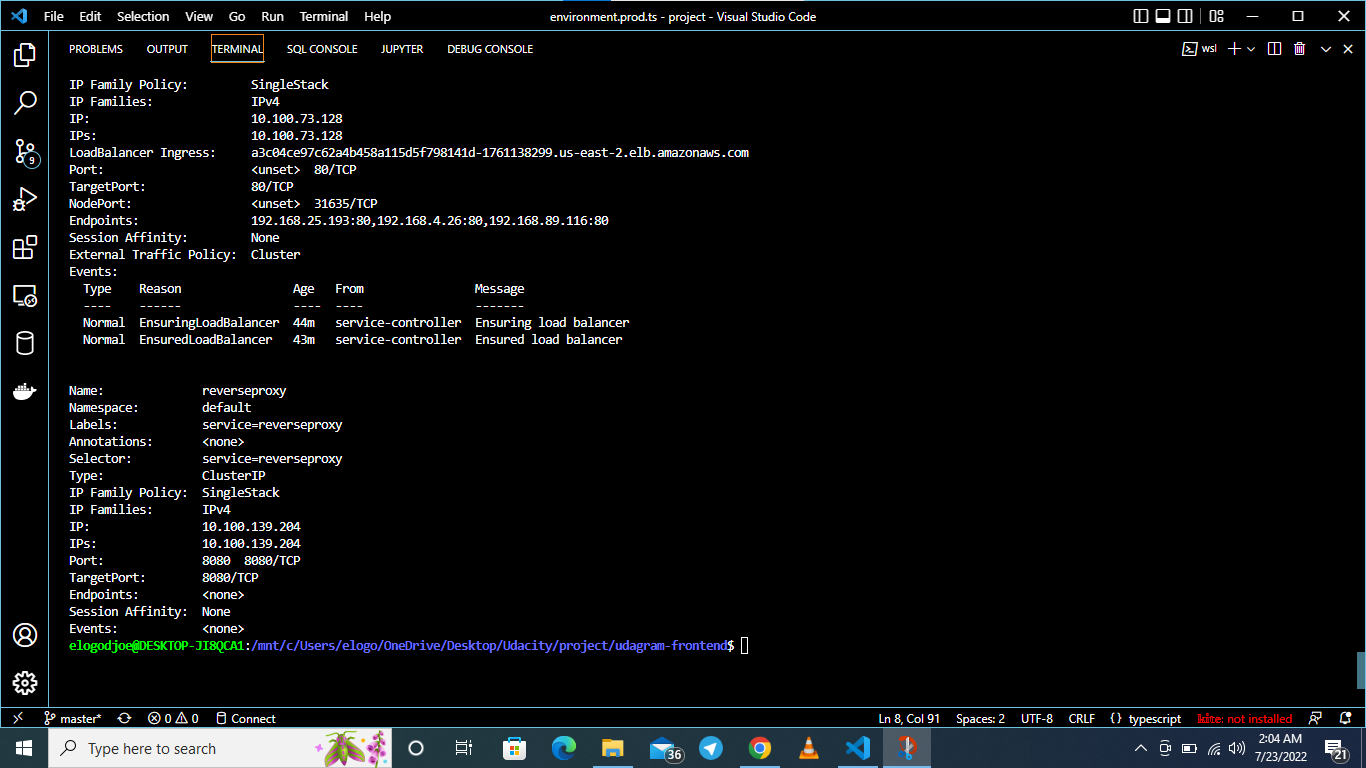 File Edit Selection View Go Run Terminal Help environment.prod.ts - project - Visual Studio Code
PROBLEMS OUTPUT TERMINAL SQL CONSOLE JUPYTER DEBUG CONSOLE wsl
IP Family Policy: SingleStack
IP Families: IPv4
IP: 10.100.73.128
IPs: 10.100.73.128
LoadBalancer Ingress: a3c04ce97c62a4b458a115d5f798141d-1761138299.us-east-2.elb.amazonaws.com
Port: <unset> 80/TCP
TargetPort: 80/TCP
NodePort: <unset> 31635/TCP
Endpoints: 192.168.25.193:80,192.168.4.26:80,192.168.89.116:80
Session Affinity: None
External Traffic Policy: Cluster
Events:
Type Reason Age From Message
---- ------ ---- ---- -------
Normal EnsuringLoadBalancer 44m service-controller Ensuring load balancer
Normal EnsuredLoadBalancer 43m service-controller Ensured load balancer
Name: reverseproxy
Namespace: default
Labels: service=reverseproxy
Annotations: <none>
Selector: service=reverseproxy
Type: ClusterIP
IP Family Policy: SingleStack
IP Families: IPv4
IP: 10.100.139.204
IPs: 10.100.139.204
Port: 8080 8080/TCP
TargetPort: 8080/TCP
Endpoints: <none>
Session Affinity: None
Events: <none>
elogodjoe@DESKTOP-JI8QCA1:/mnt/c/Users/elogo/OneDrive/Desktop/Udacity/project/udagram-frontend$
9
master* 0 0 Connect Ln 8, Col 91 Spaces: 2 UTF-8 CRLF {} typescript kite: not installed
Type here to search 36 2:04 AM
7/23/2022 21